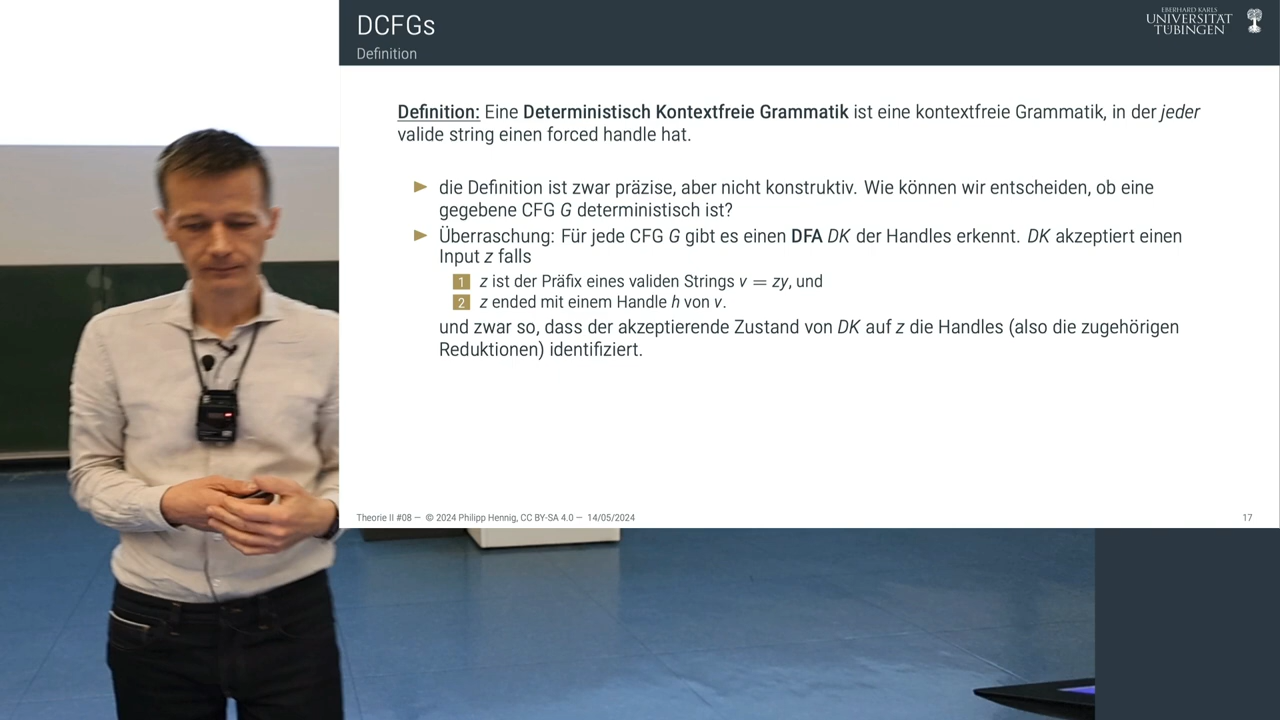 DCFGs
Definition
EBERHARD KARLS
UNIVERSITÄT
TÜBINGEN
Definition: Eine Deterministisch Kontextfreie Grammatik ist eine kontextfreie Grammatik, in der jeder
valide string einen forced handle hat.
die Definition ist zwar präzise, aber nicht konstruktiv. Wie können wir entscheiden, ob eine
gegebene CFG G deterministisch ist?
Überraschung: Für jede CFG G gibt es einen DFA DK der Handles erkennt. DK akzeptiert einen
Input z falls
1 z ist der Präfix eines validen Strings v = zy, und
2 z ended mit einem Handle h von v.
und zwar so, dass der akzeptierende Zustand von DK auf z die Handles (also die zugehörigen
Reduktionen) identifiziert.
Theorie II #08 — © 2024 Philipp Hennig, CC BY-SA 4.0 — 14/05/2024
17